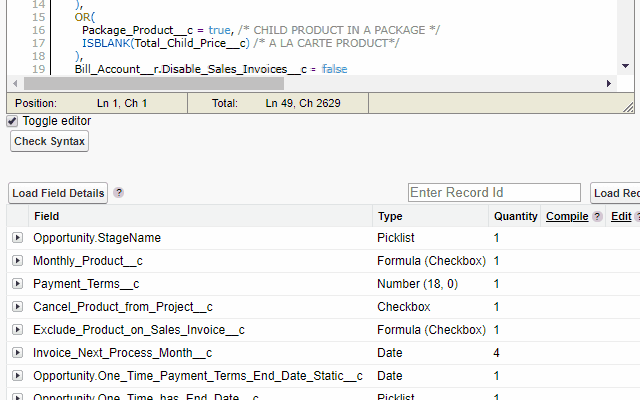 14 ),
15 OR(
16 Package_Product__c = true, /* CHILD PRODUCT IN A PACKAGE */
17 ISBLANK(Total_Child_Price__c) /* A LA CARTE PRODUCT*/
18 ),
19 Bill_Account__r.Disable_Sales_Invoices__c = false
Position: Ln 1, Ch 1 Total: Ln 49, Ch 2629
Toggle editor
Check Syntax
Load Field Details ? Enter Record Id Load Rec
Field Type Quantity Compile ? Edit ?
Opportunity.StageName Picklist 1
Monthly_Product__c Formula (Checkbox) 1
Payment_Terms__c Number (18, 0) 1
Cancel_Product_from_Project__c Checkbox 1
Exclude_Product_on_Sales_Invoice__c Formula (Checkbox) 1
Invoice_Next_Process_Month__c Date 4
Opportunity.One_Time_Payment_Terms_End_Date_Static__c Date 1
Opportunity.One_Time_has_End_Date__c Picklist 1